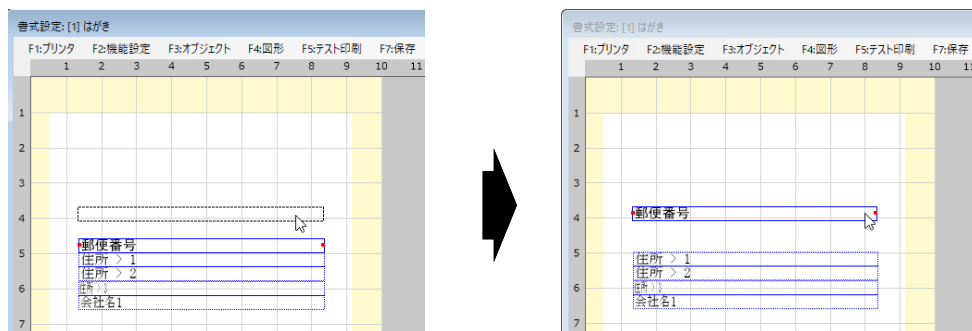 書式設定: [1] はがき
F1:プリンタ F2:機能設定 F3:オブジェクト F4:図形 F5:テスト印刷 F7:保存
1 2 3 4 5 6 7 8 9 10 11
1
2
3
4
郵便番号
5 住所 > 1
住所 > 2
6 住所 > 3
会社名1
7
書式設定: [1] はがき
F1:プリンタ F2:機能設定 F3:オブジェクト F4:図形 F5:テスト印刷 F7:保存
1 2 3 4 5 6 7 8 9 10 11
1
2
3
4 郵便番号
5 住所 > 1
住所 > 2
6 住所 > 3
会社名1
7